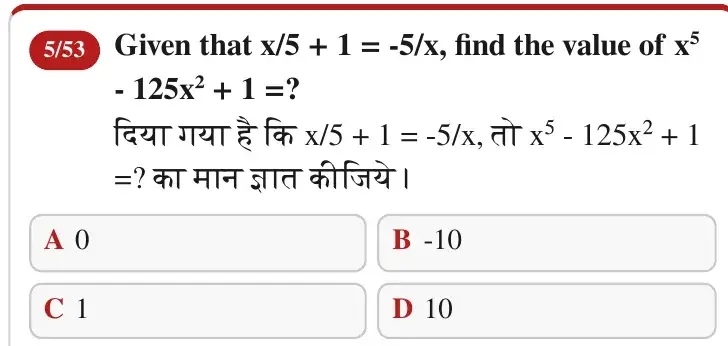 5/53 Given that x/5 + 1 = -5/x, find the value of x⁵
- 125x² + 1 =?
दिया गया है कि x/5 + 1 = -5/x, तो x⁵ - 125x² + 1
=? का मान ज्ञात कीजिये ।
A 0
B -10
C 1
D 10